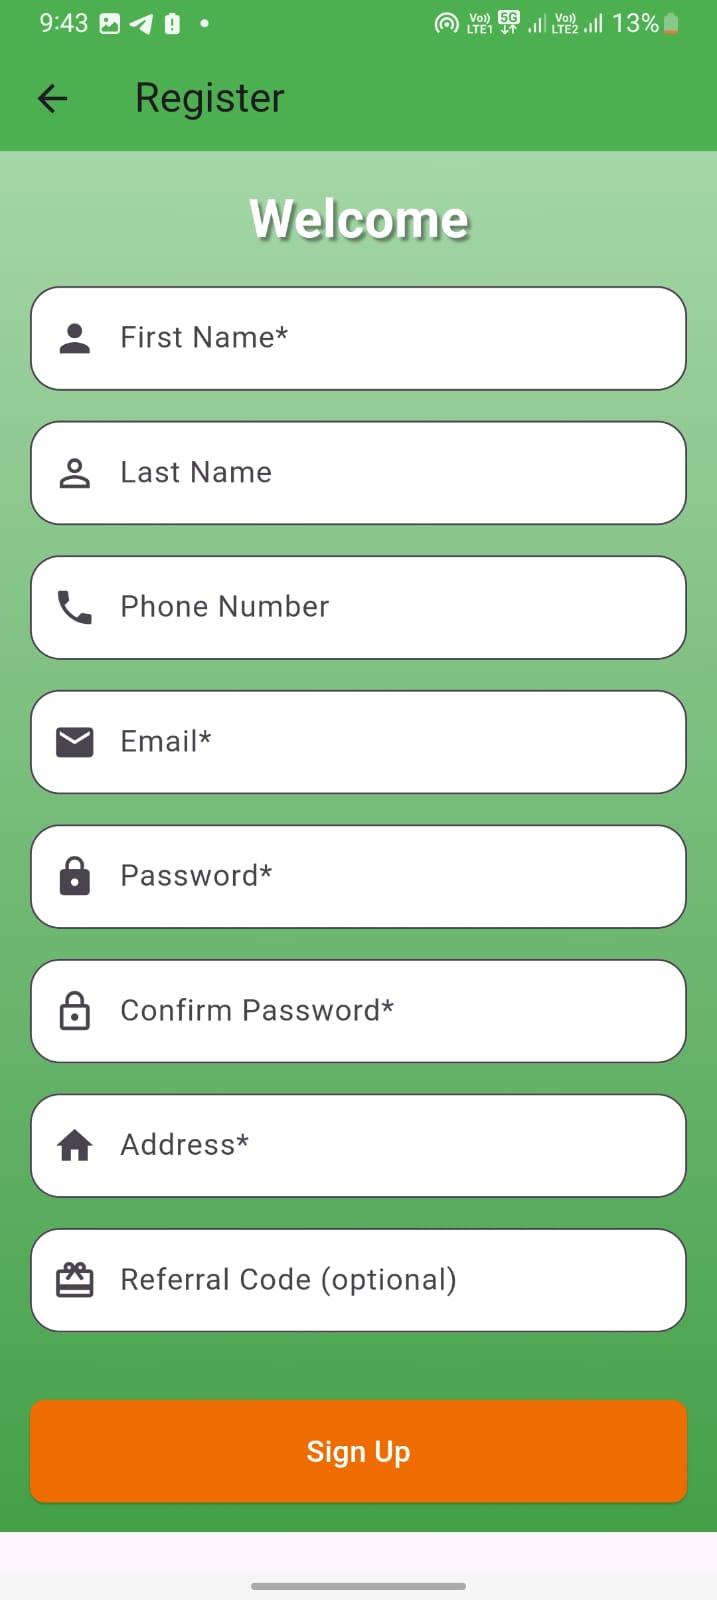 9:43
Vo)) LTE1 5G Vo)) LTE2 13%
Register
Welcome
First Name*
Last Name
Phone Number
Email*
Password*
Confirm Password*
Address*
Referral Code (optional)
Sign Up